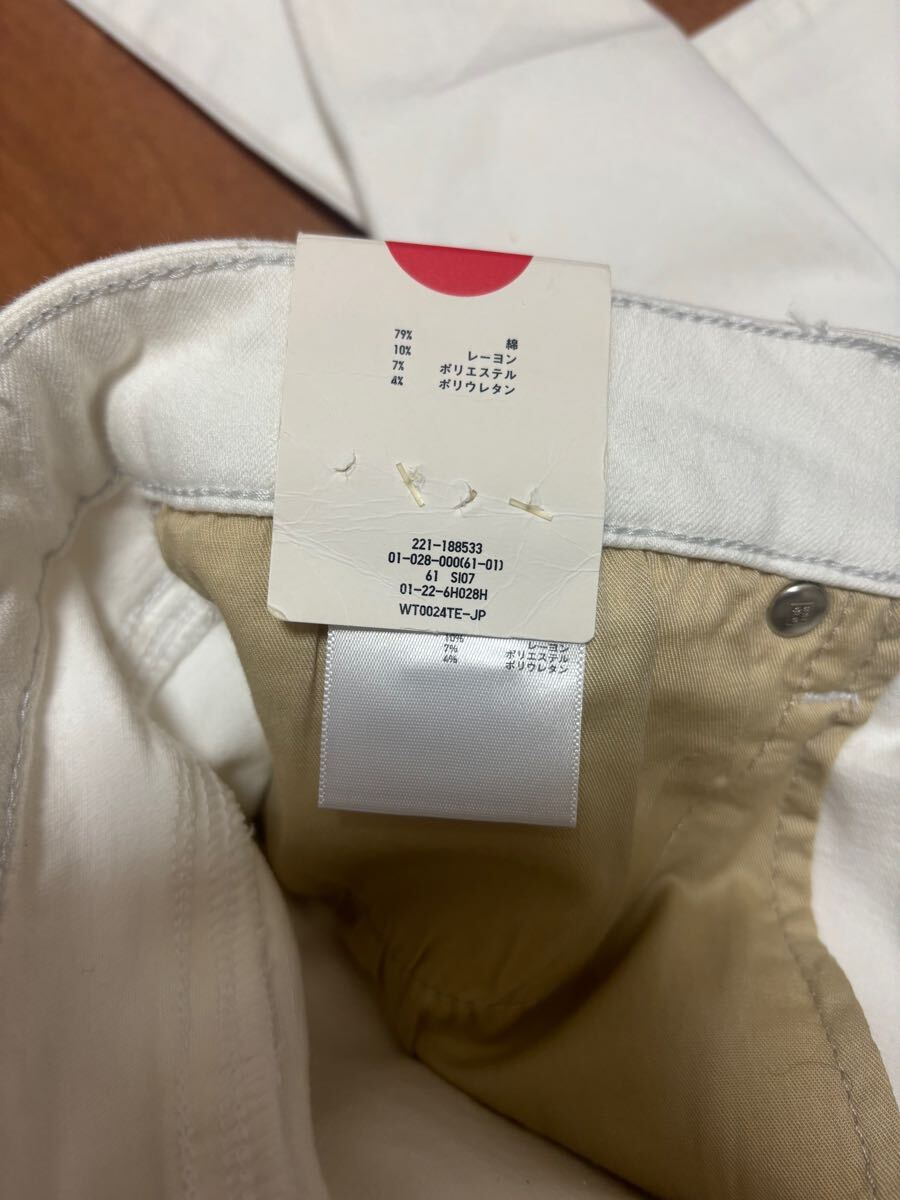 79% 綿
10% レーヨン
7% ポリエステル
4% ポリウレタン
221-188533
01-028-000(61-01)
61 SI07
01-22-6H028H
WT0024TE-JP
10% レーヨン
7% ポリエステル
4% ポリウレタン